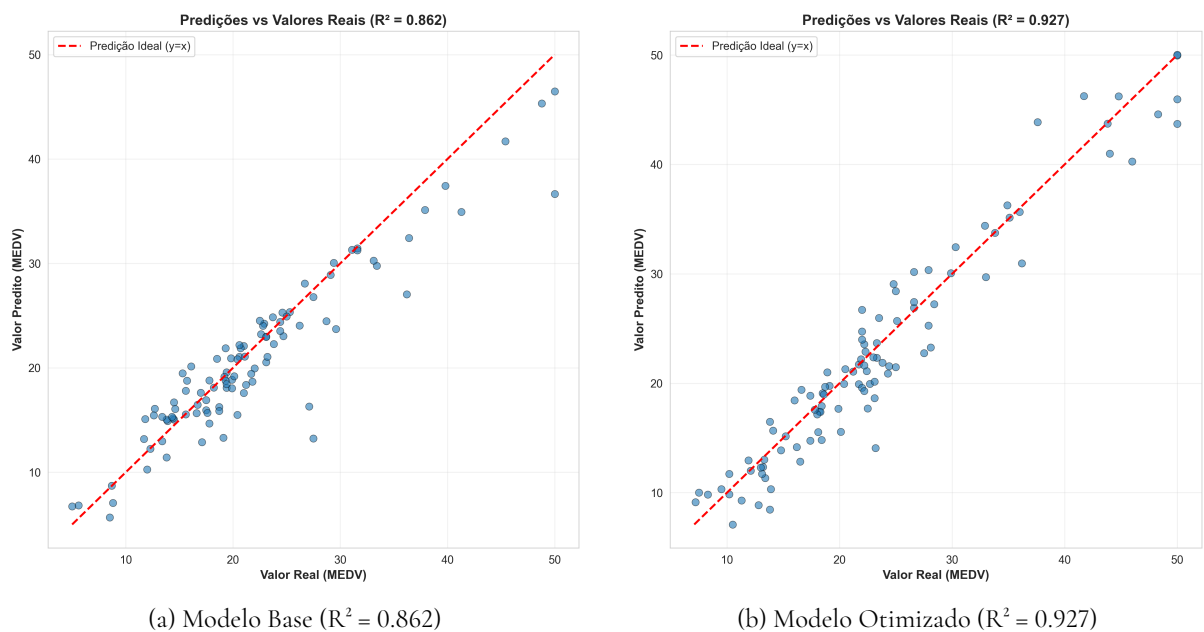 Predições vs Valores Reais (R² = 0.862)
Predição Ideal (y=x)
Valor Predito (MEDV)
50
40
30
20
10
10 20 30 40 50
Valor Real (MEDV)
(a) Modelo Base (R² = 0.862)
Predições vs Valores Reais (R² = 0.927)
Predição Ideal (y=x)
Valor Predito (MEDV)
50
40
30
20
10
10 20 30 40 50
Valor Real (MEDV)
(b) Modelo Otimizado (R² = 0.927)